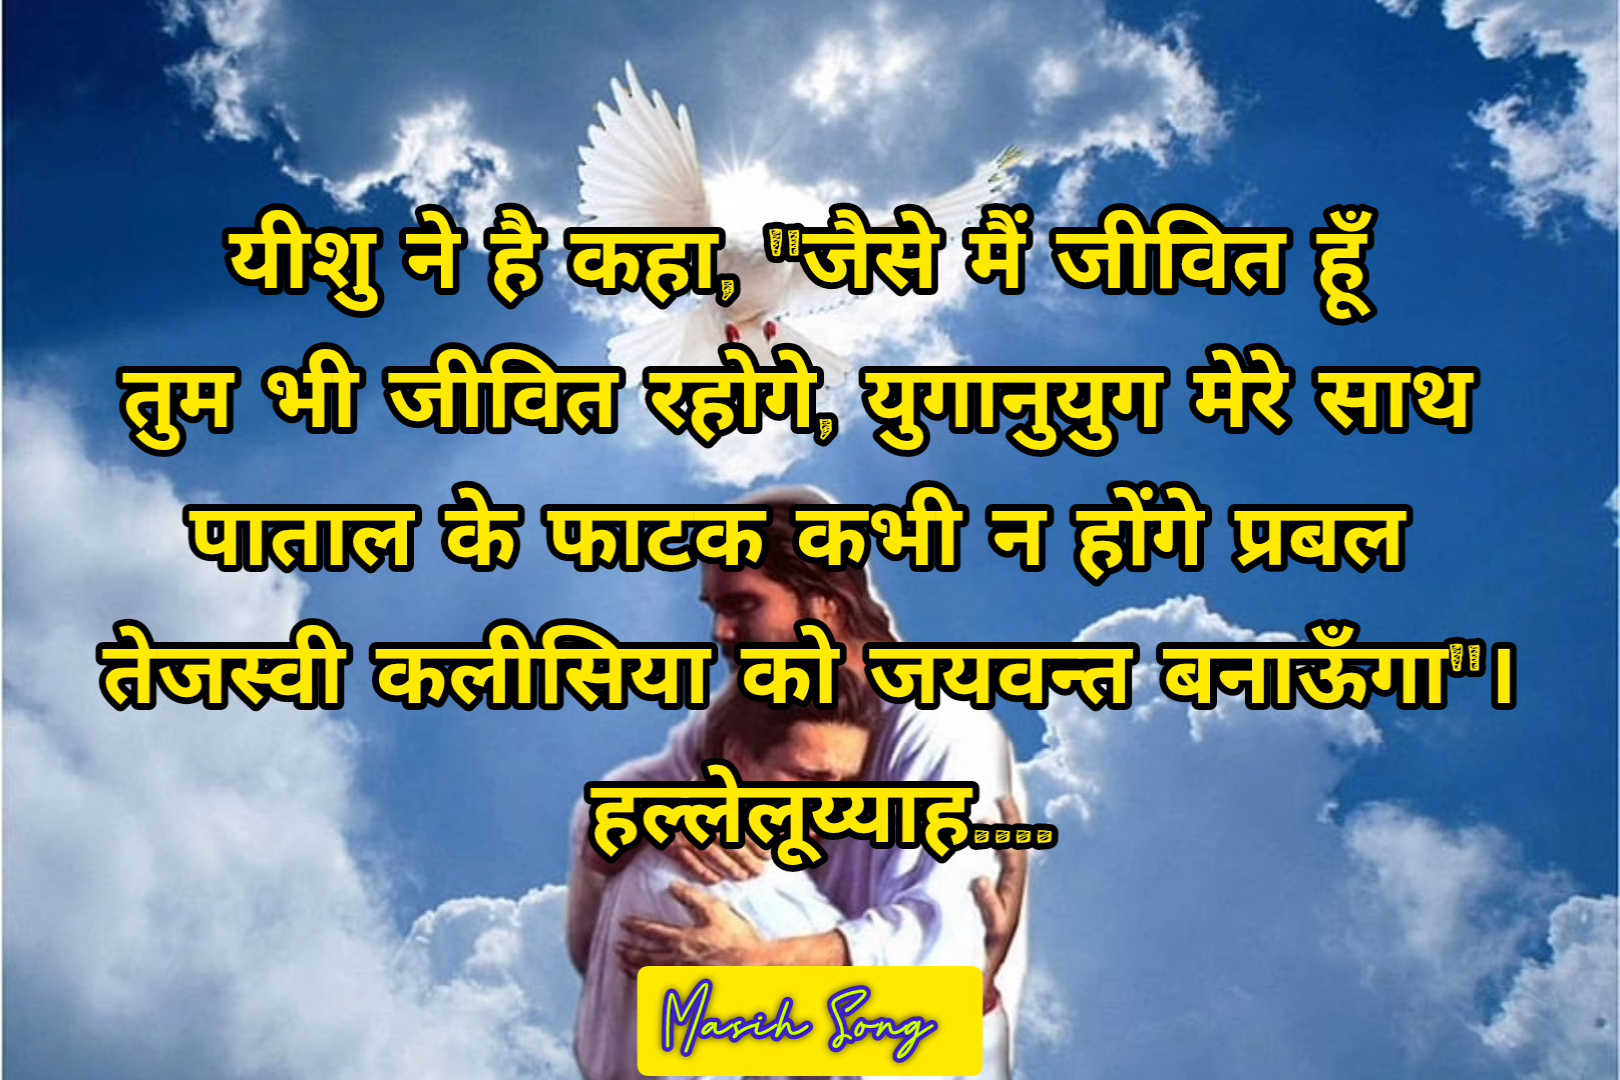 यीशु ने है कहा, "जैसे मैं जीवित हूँ
तुम भी जीवित रहोगे, युगानुयुग मेरे साथ
पाताल के फाटक कभी न होंगे प्रबल
तेजस्वी कलीसिया को जयवन्त बनाऊँगा"।
हल्लेलूय्याह....
Masih Song